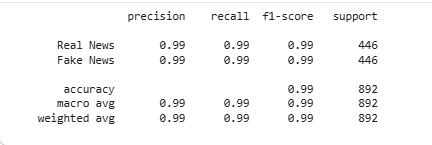 precision recall f1-score support
Real News 0.99 0.99 0.99 446
Fake News 0.99 0.99 0.99 446
accuracy 0.99 892
macro avg 0.99 0.99 0.99 892
weighted avg 0.99 0.99 0.99 892